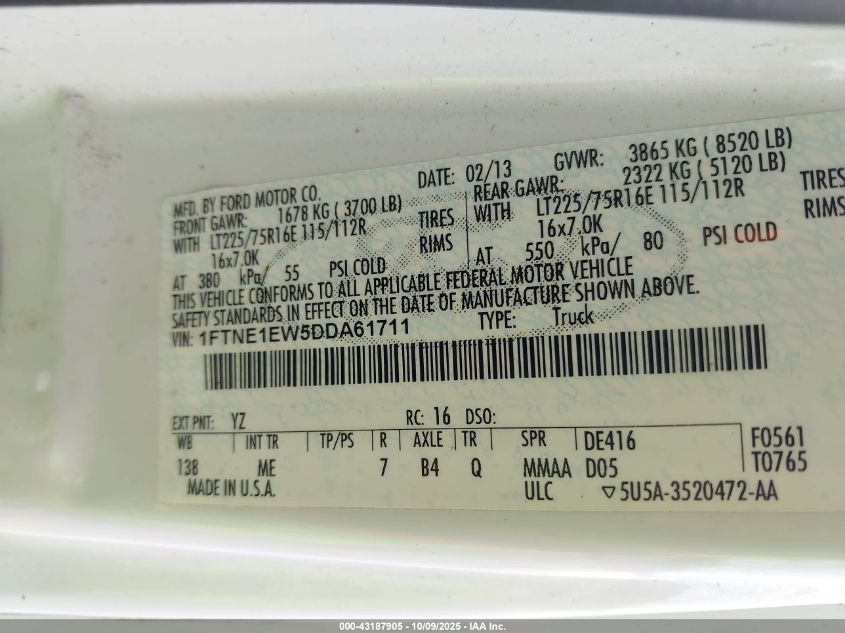 MFD. BY FORD MOTOR CO.
DATE: 02/13 GVWR: 3865 KG ( 8520 LB)
FRONT GAWR: 1678 KG ( 3700 LB)
REAR GAWR: 2322 KG ( 5120 LB)
WITH LT225/75R16E 115/112R TIRES
WITH LT225/75R16E 115/112R TIRES
16x7.0K RIMS
16x7.0K RIMS
AT 380 kPa/ 55 PSI COLD
AT 550 kPa/ 80 PSI COLD
THIS VEHICLE CONFORMS TO ALL APPLICABLE FEDERAL MOTOR VEHICLE
SAFETY STANDARDS IN EFFECT ON THE DATE OF MANUFACTURE SHOWN ABOVE.
VIN: 1FTNE1EW5DDA61711 TYPE: Truck
EXT PNT: YZ RC: 16 DSO:
WB INT TR TP/PS R AXLE TR SPR DE416 F0561
138 ME 7 B4 Q MMAA D05 T0765
MADE IN U.S.A. ULC ▽5U5A-3520472-AA
000-43187905 - 10/09/2025 - IAA Inc.